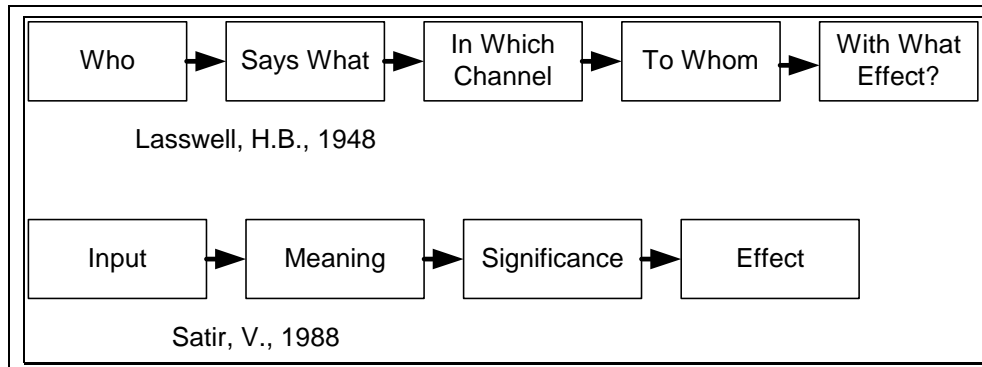 Who
Says What
In Which
Channel
To Whom
With What
Effect?
Lasswell, H.B., 1948
Input
Meaning
Significance
Effect
Satir, V., 1988